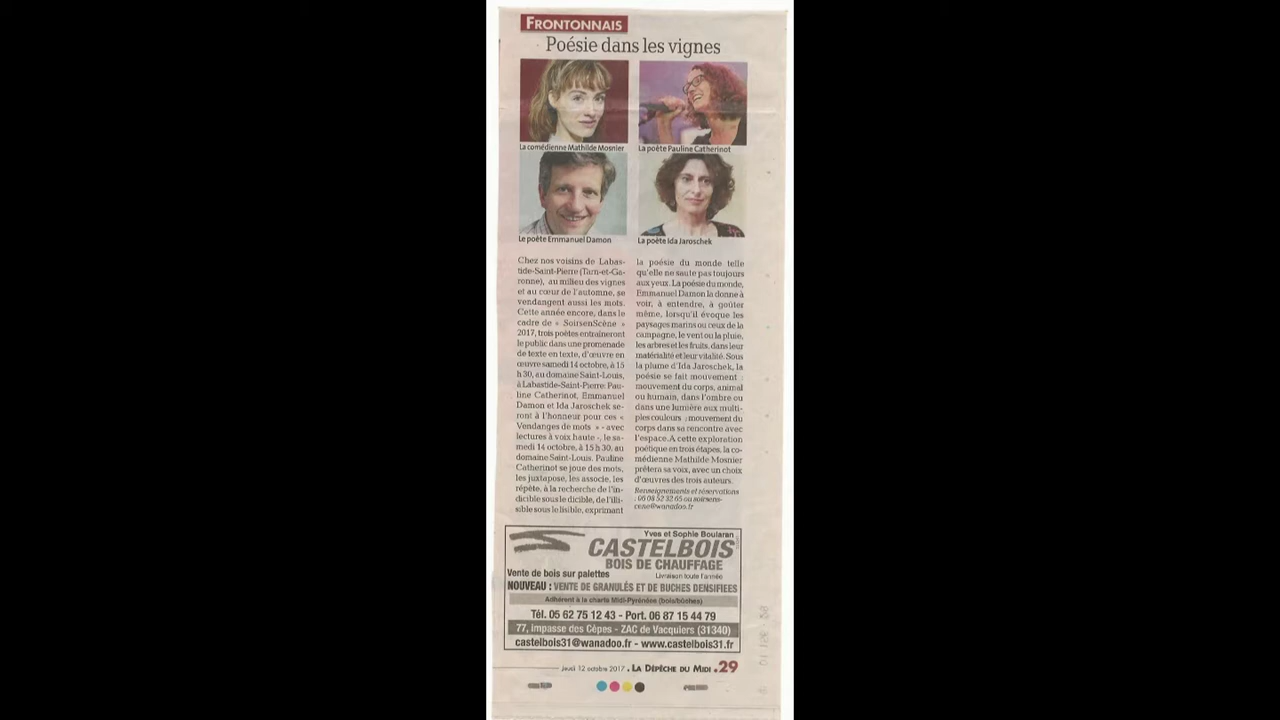 FRONTONNAIS
Poésie dans les vignes
La comédienne Mathilde Mosnier
La poête Pauline Catherinot
Le poête Emmanuel Damon
La poête Ida Jaroschek
Chez nos voisins de Labas-
tide-Saint-Pierre (Tarn-et-Ga-
ronne), au milieu des vignes
et au cœur de l'automne, se
vendangent aussi les mots.
Cette année encore, dans le
cadre de « SoirsenScène »
2017, trois poètes entraîneront
le public dans une promenade
de texte en texte, d'œuvre en
œuvre samedi 14 octobre, à 15
h 30, au domaine Saint-Louis,
à Labastide-Saint-Pierre. Pau-
line Catherinot, Emmanuel
Damon et Ida Jaroschek se-
ront à l'honneur pour ces «
Vendanges de mots » - avec
lectures à voix haute -, le sa-
medi 14 octobre, à 15 h 30, au
domaine Saint-Louis. Pauline
Catherinot se joue des mots,
les juxtapose, les associe, les
répète, à la recherche de l'in-
dicible sous le dicible, de l'illi-
sible sous le lisible, exprimant
la poésie du monde telle
qu'elle ne saute pas toujours
aux yeux. La poésie du monde,
Emmanuel Damon la donne à
voir, à entendre, à goûter
même, lorsqu'il évoque les
paysages marins ou ceux de la
campagne, le vent ou la pluie,
les arbres et les fruits, dans leur
matérialité et leur vitalité. Sous
la plume d'Ida Jaroschek, la
poésie se fait mouvement :
mouvement du corps, animal
ou humain, dans l'ombre ou
dans une lumière aux multi-
ples couleurs ; mouvement du
corps dans sa rencontre avec
l'espace. A cette exploration
poétique en trois étapes, la co-
médienne Mathilde Mosnier
prêtera sa voix, avec un choix
d'œuvres des trois auteurs.
Renseignements et réservations
: 06 08 52 32 65 ou soirsens-
cene@wanadoo.fr
Yves et Sophie Boularan
CASTELBOIS
BOIS DE CHAUFFAGE
Vente de bois sur palettes
Livraison toute l'année
NOUVEAU : VENTE DE GRANULÉS ET DE BUCHES DENSIFIEES
Adhérent à la charte Midi-Pyrénées (bois/bûches)
Tél. 05 62 75 12 43 - Port. 06 87 15 44 79
77, Impasse des Cèpes - ZAC de Vacquiers (31340)
castelbois31@wanadoo.fr - www.castelbois31.fr
Jeudi 12 octobre 2017 . LA DÉPÊCHE DU MIDI .29